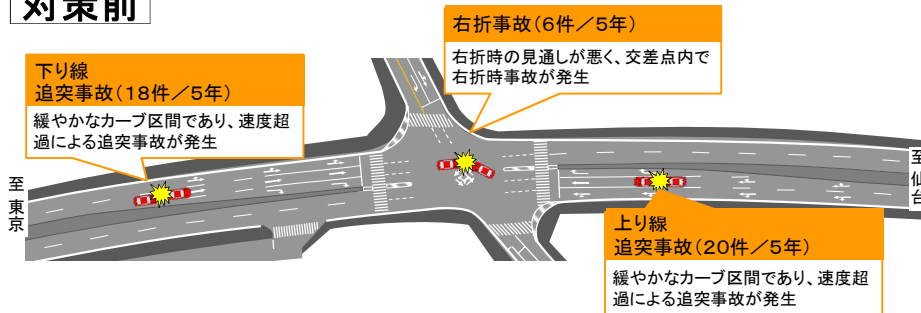 対策前
右折事故(6件/5年)
右折時の見通しが悪く、交差点内で
右折時事故が発生
下り線
追突事故(18件/5年)
緩やかなカーブ区間であり、速度超
過による追突事故が発生
至東京
至仙台
上り線
追突事故(20件/5年)
緩やかなカーブ区間であり、速度超
過による追突事故が発生